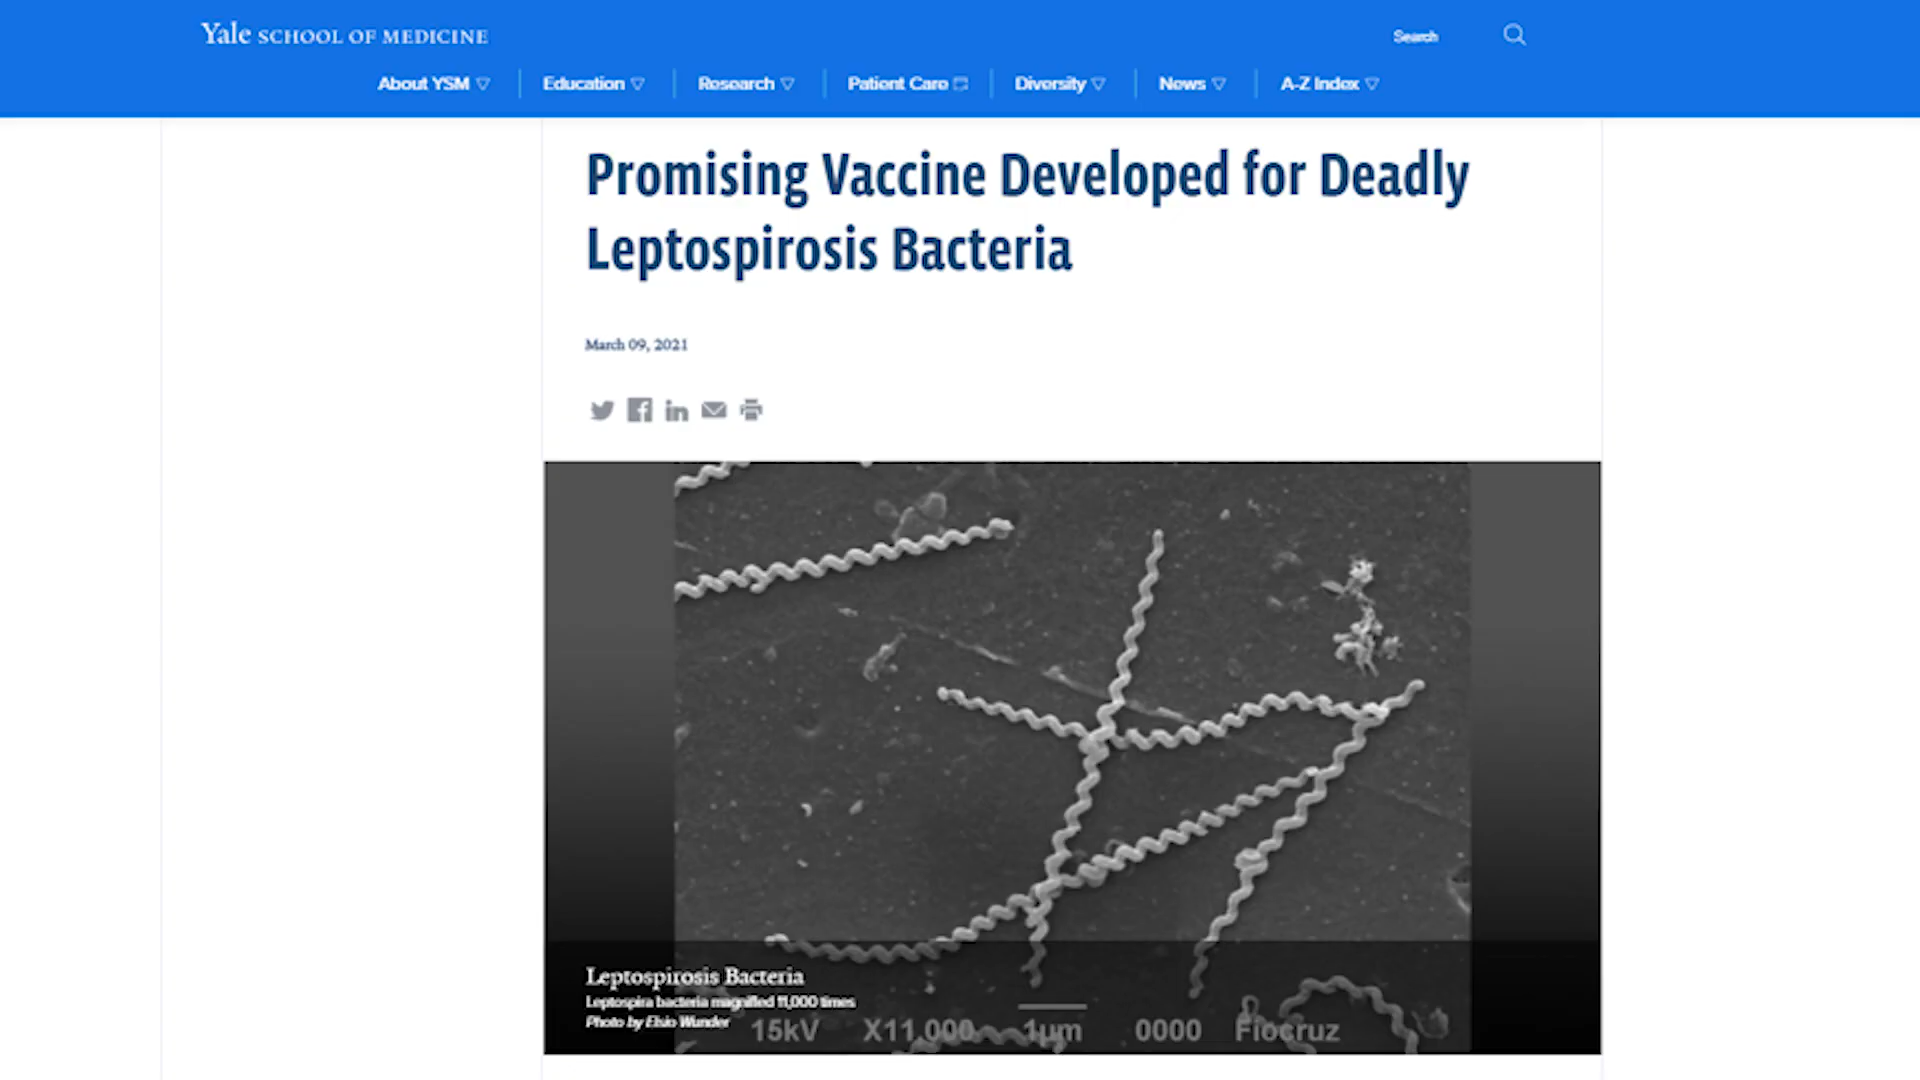 Yale SCHOOL OF MEDICINE
Search
About YSM
Education
Research
Patient Care
Diversity
News
A-Z Index
Promising Vaccine Developed for Deadly
Leptospirosis Bacteria
March 09, 2021
Leptospirosis Bacteria
Leptospira bacteria magnified 11,000 times
Photo by Elsio Wunder
15kV X11,000 1µm 0000 Fiocruz